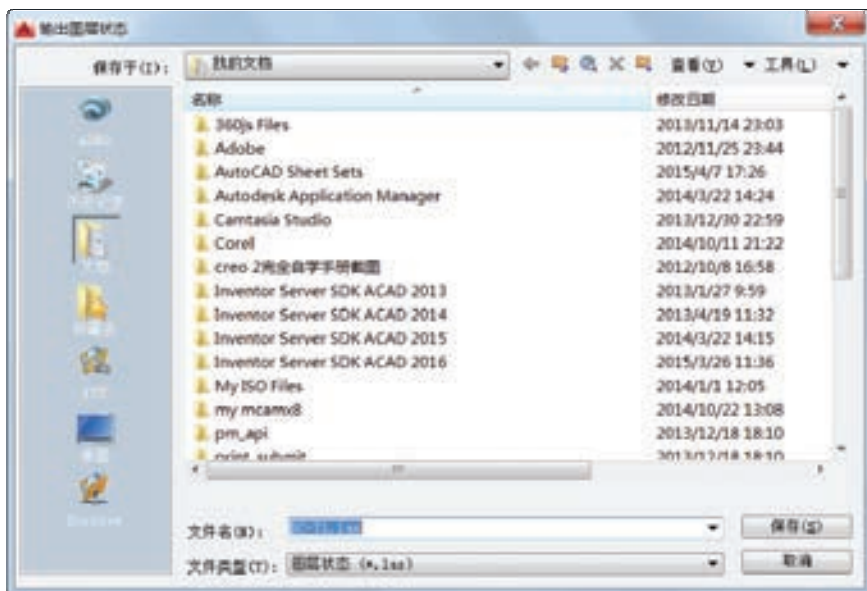 输出图层状态
保存于(I):
我的文档
查看(V)
工具(L)
名称
修改日期
360js Files
2013/11/14 23:03
Adobe
2012/11/25 23:44
AutoCAD Sheet Sets
2015/4/7 17:26
Autodesk Application Manager
2014/3/22 14:24
Camtasia Studio
2013/12/30 22:59
Corel
2014/10/11 21:22
creo 2完全自学手册截图
2012/10/8 16:58
Inventor Server SDK ACAD 2013
2013/1/27 9:59
Inventor Server SDK ACAD 2014
2013/4/19 11:32
Inventor Server SDK ACAD 2015
2014/3/22 14:15
Inventor Server SDK ACAD 2016
2015/3/26 11:36
My ISO Files
2014/1/1 12:05
my mcamx8
2014/10/22 13:08
pm_api
2013/12/18 18:10
print_submit
2013/12/18 18:10
文件名(N):
保存(S)
文件类型(T):
图层状态 (*.las)
取消